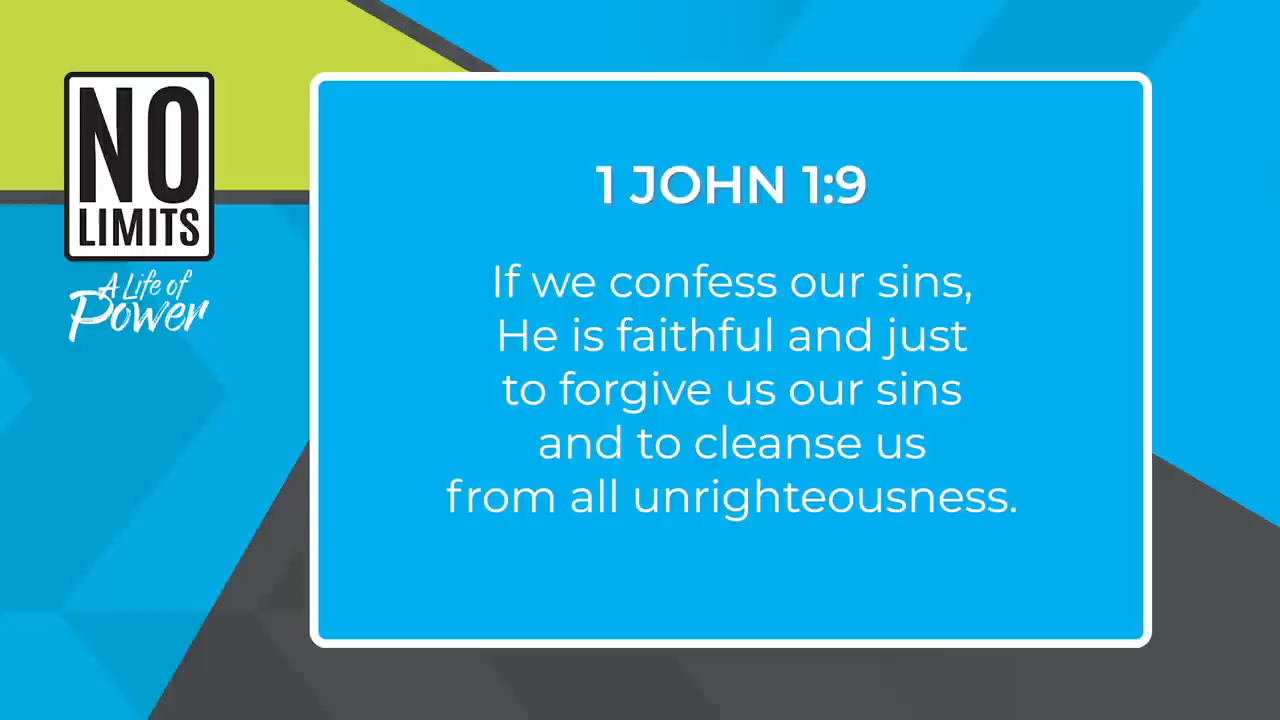 NO
LIMITS
A Life of
Power
1 JOHN 1:9
If we confess our sins,
He is faithful and just
to forgive us our sins
and to cleanse us
from all unrighteousness.